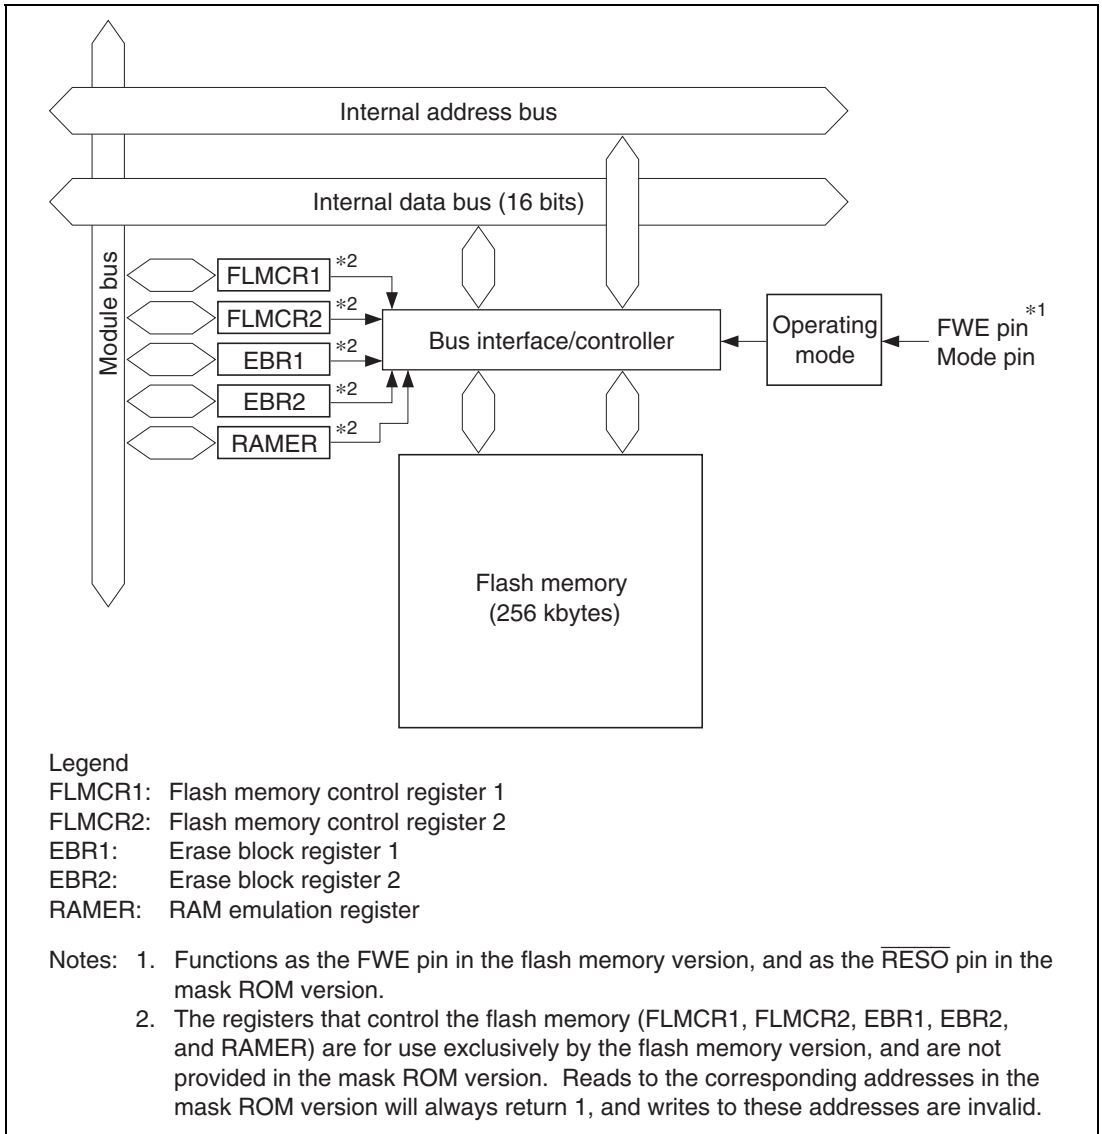 Internal address bus
Internal data bus (16 bits)
Module bus
FLMCR1 *2
FLMCR2 *2
EBR1 *2
EBR2 *2
RAMER *2
Bus interface/controller
Operating
mode
FWE pin*1
Mode pin
Flash memory
(256 kbytes)
Legend
FLMCR1: Flash memory control register 1
FLMCR2: Flash memory control register 2
EBR1: Erase block register 1
EBR2: Erase block register 2
RAMER: RAM emulation register
Notes: 1. Functions as the FWE pin in the flash memory version, and as the R̅E̅S̅O̅ pin in the
mask ROM version.
2. The registers that control the flash memory (FLMCR1, FLMCR2, EBR1, EBR2,
and RAMER) are for use exclusively by the flash memory version, and are not
provided in the mask ROM version. Reads to the corresponding addresses in the
mask ROM version will always return 1, and writes to these addresses are invalid.